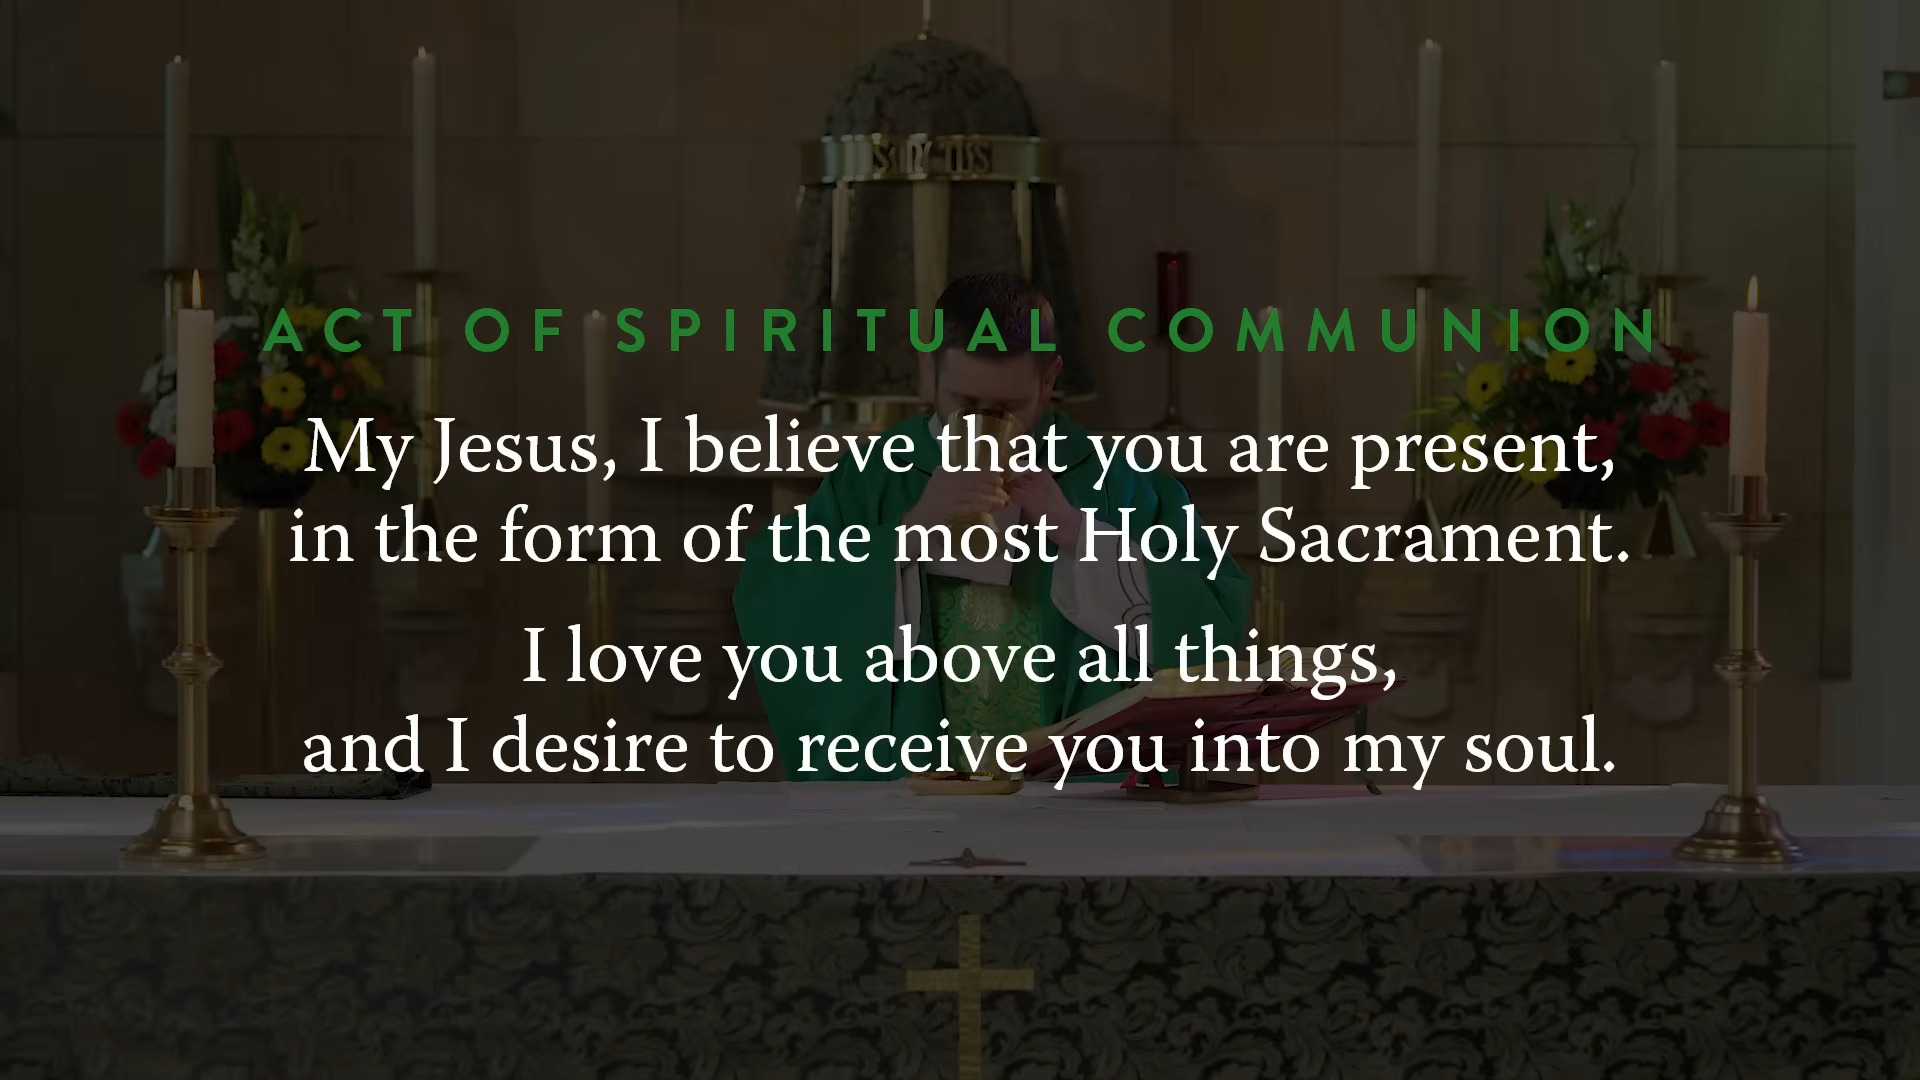 SANCTUS
ACT OF SPIRITUAL COMMUNION
My Jesus, I believe that you are present,
in the form of the most Holy Sacrament.
I love you above all things,
and I desire to receive you into my soul.